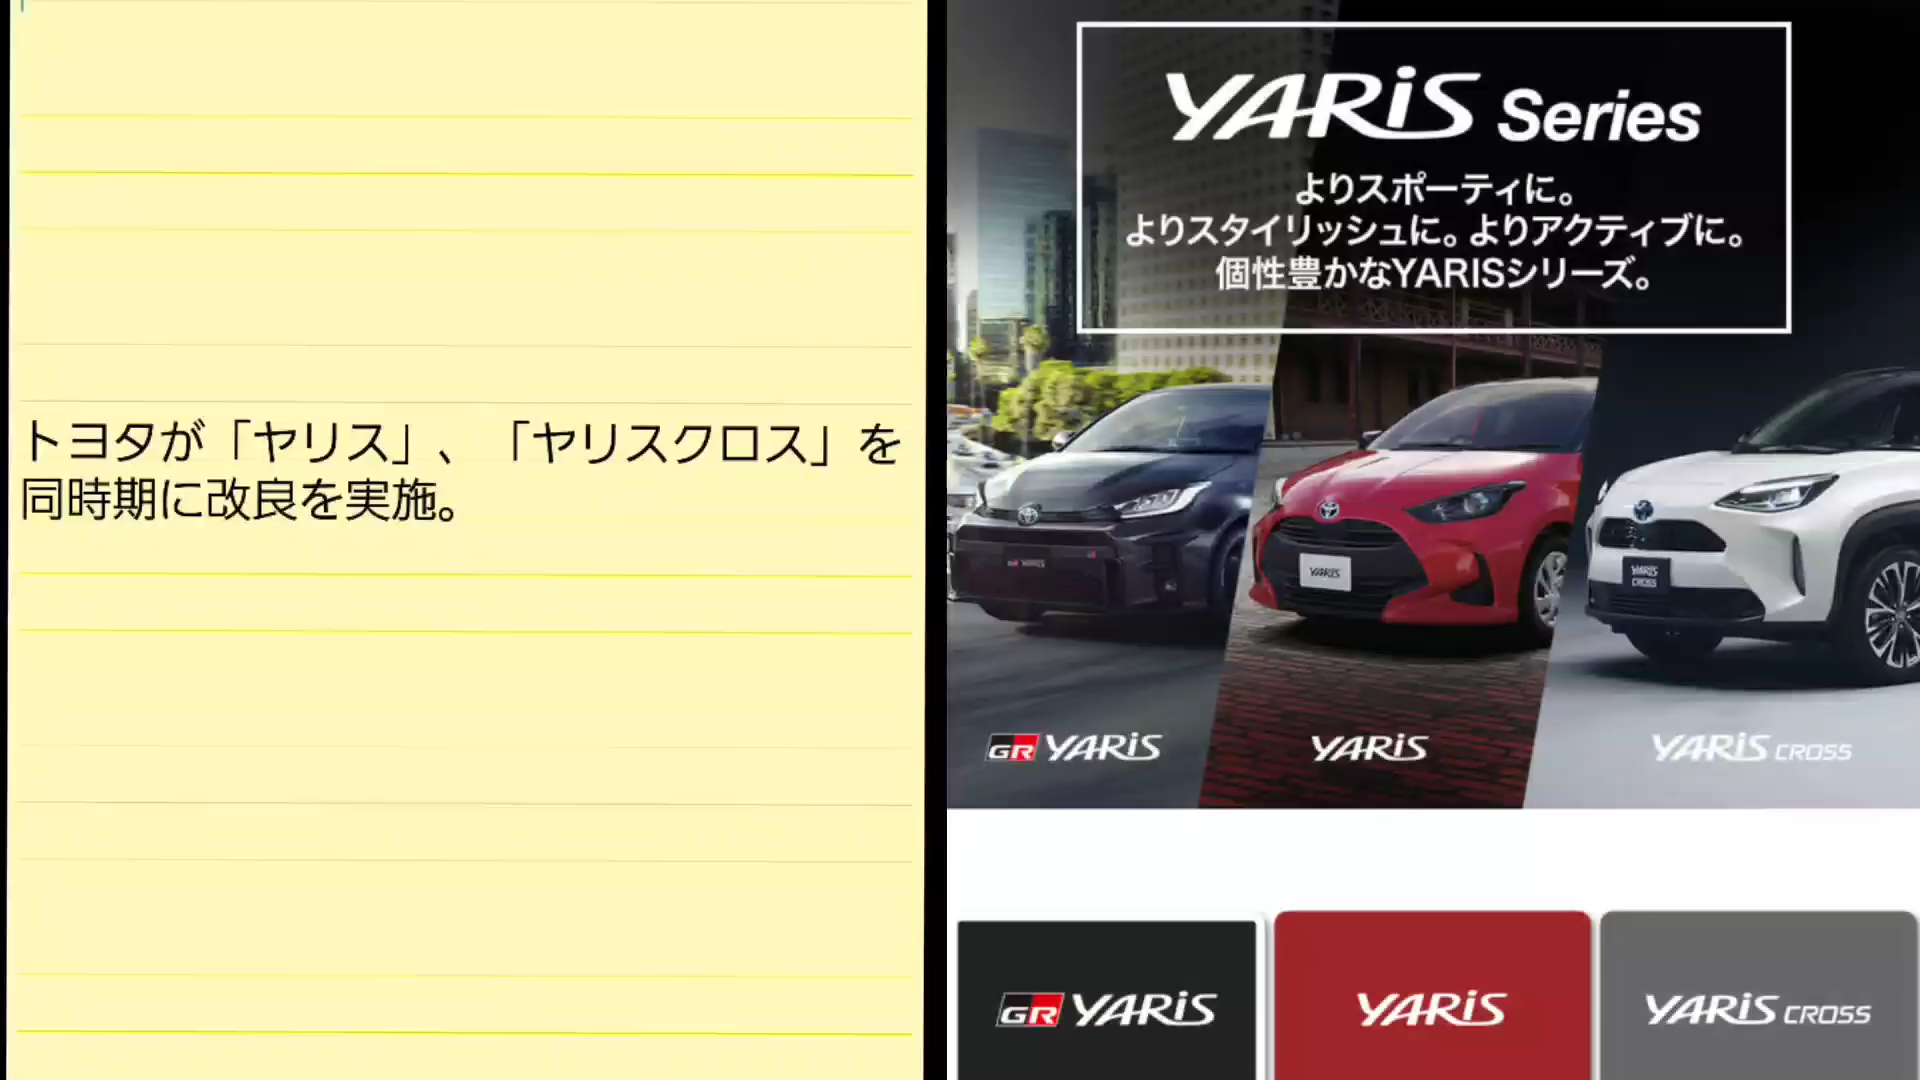 トヨタが「ヤリス」、「ヤリスクロス」を
同時期に改良を実施。
YARiS Series
よりスポーティに。
よりスタイリッシュに。よりアクティブに。
個性豊かなYARISシリーズ。
YARiS
YARiS
CROSS
GR YARiS
YARiS
YARiS CROSS
GR YARiS
YARiS
YARiS CROSS